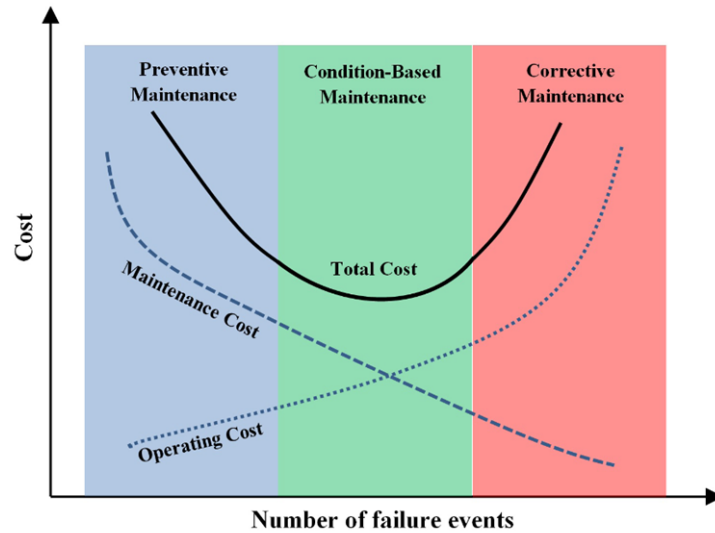 Preventive
Maintenance
Condition-Based
Maintenance
Corrective
Maintenance
Cost
Total Cost
Maintenance Cost
Operating Cost
Number of failure events